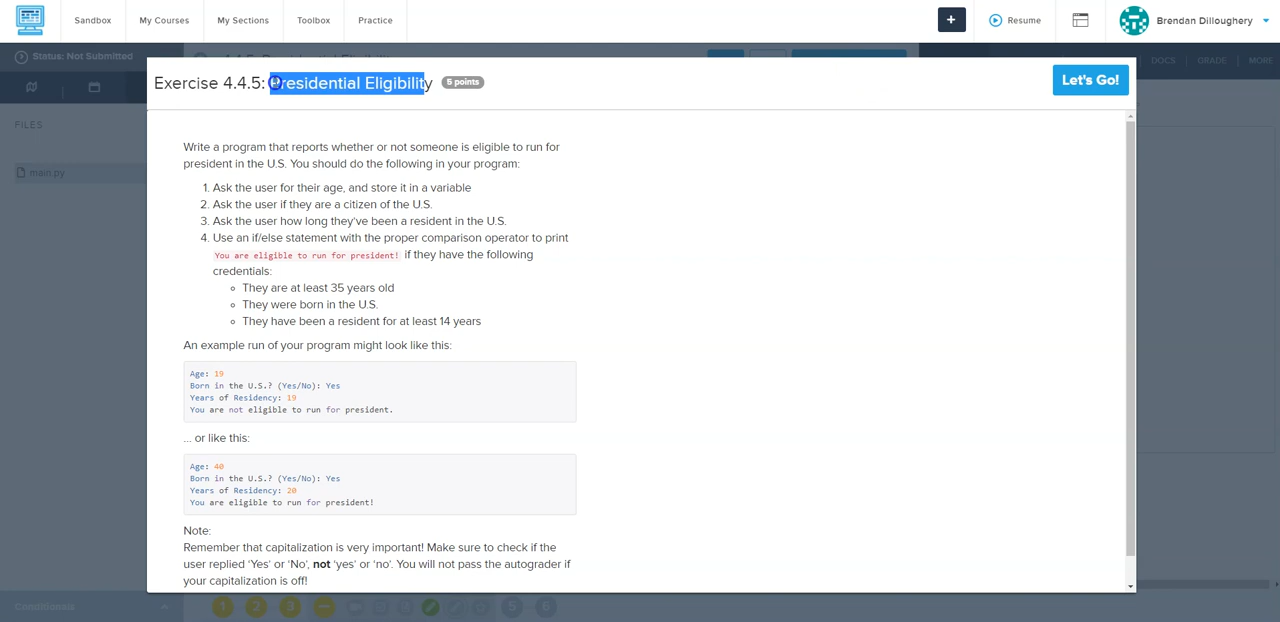 Sandbox
My Courses
My Sections
Toolbox
Practice
+
Resume
Brendan Dilloughery
Status: Not Submitted
DOCS
GRADE
MORE
Exercise 4.4.5: Presidential Eligibility
5 points
Let's Go!
FILES
main.py
Write a program that reports whether or not someone is eligible to run for
president in the U.S. You should do the following in your program:
1. Ask the user for their age, and store it in a variable
2. Ask the user if they are a citizen of the U.S.
3. Ask the user how long they've been a resident in the U.S.
4. Use an if/else statement with the proper comparison operator to print
You are eligible to run for president! if they have the following
credentials:
They are at least 35 years old
They were born in the U.S.
They have been a resident for at least 14 years
An example run of your program might look like this:
Age: 19
Born in the U.S.? (Yes/No): Yes
Years of Residency: 19
You are not eligible to run for president.
... or like this:
Age: 40
Born in the U.S.? (Yes/No): Yes
Years of Residency: 20
You are eligible to run for president!
Note:
Remember that capitalization is very important! Make sure to check if the
user replied 'Yes' or 'No', not 'yes' or 'no'. You will not pass the autograder if
your capitalization is off!
Conditionals
1
2
3
5
6